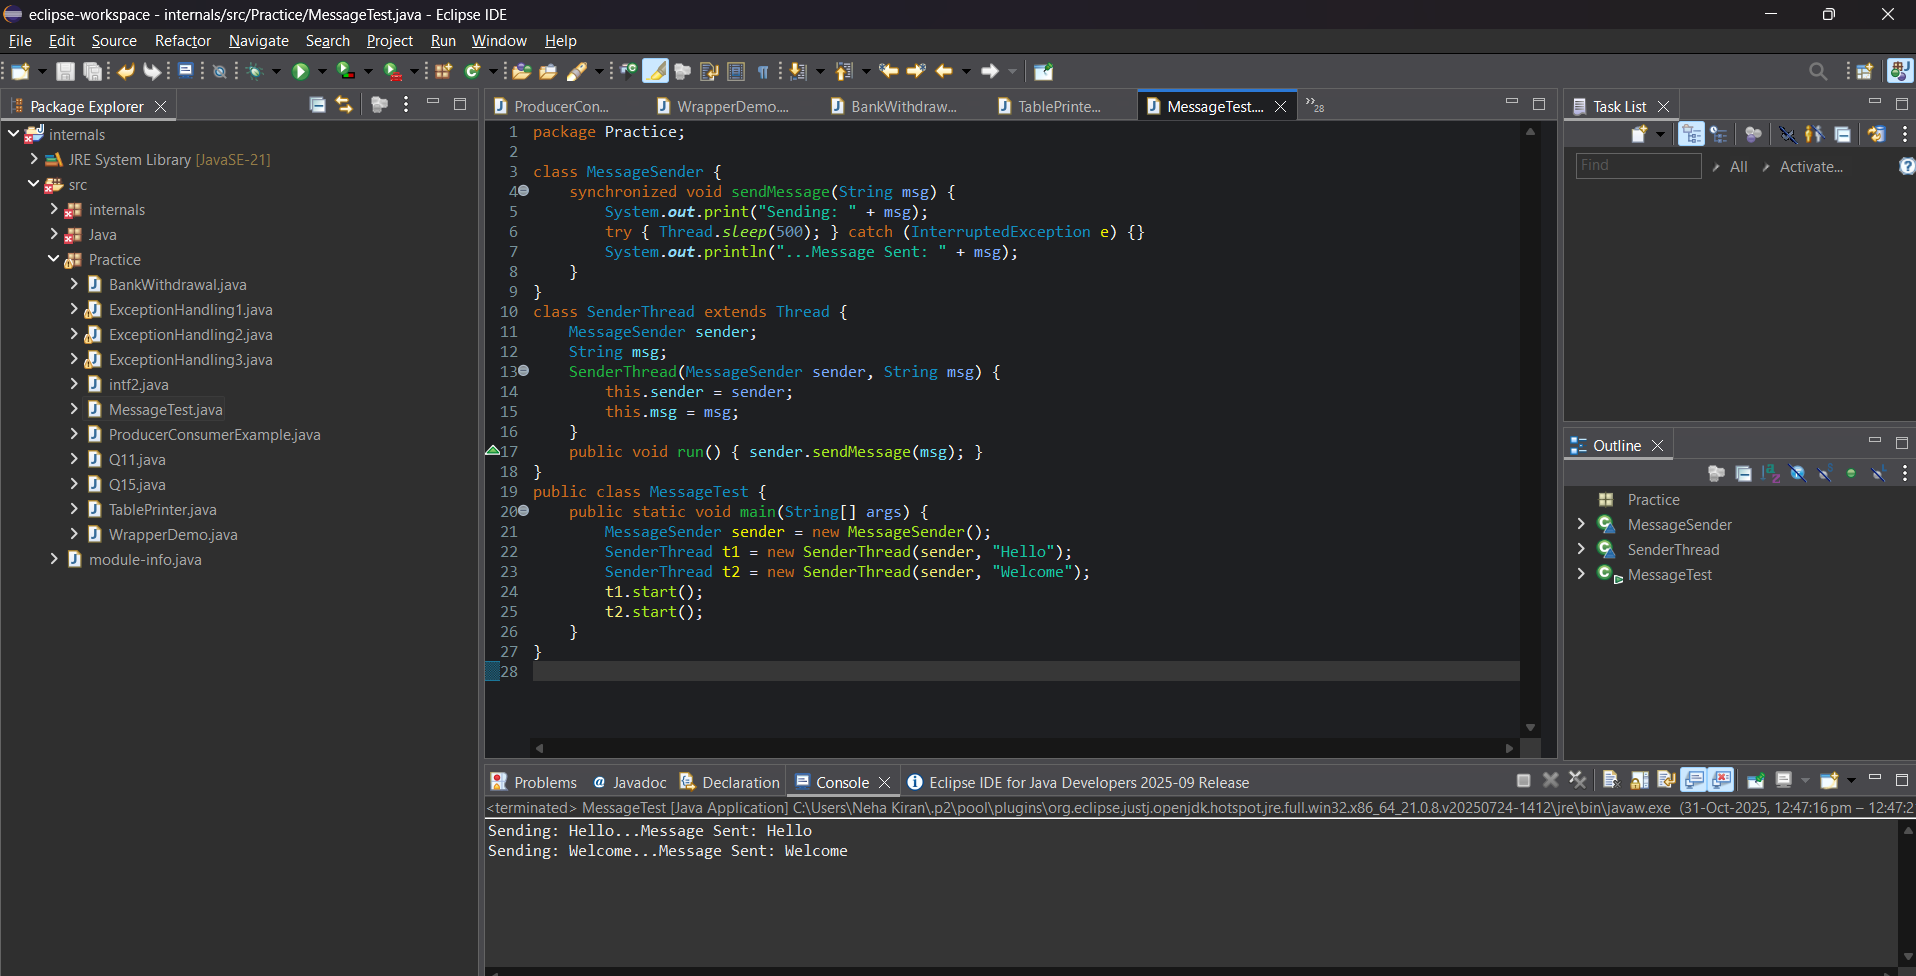 eclipse-workspace - internals/src/Practice/MessageTest.java - Eclipse IDE
File Edit Source Refactor Navigate Search Project Run Window Help
Package Explorer
internals
JRE System Library [JavaSE-21]
src
internals
Java
Practice
BankWithdrawal.java
ExceptionHandling1.java
ExceptionHandling2.java
ExceptionHandling3.java
intf2.java
MessageTest.java
ProducerConsumerExample.java
Q11.java
Q15.java
TablePrinter.java
WrapperDemo.java
module-info.java
ProducerCon... WrapperDemo.... BankWithdraw... TablePrinte... MessageTest.... »28
1 package Practice;
2
3 class MessageSender {
4 synchronized void sendMessage(String msg) {
5 System.out.print("Sending: " + msg);
6 try { Thread.sleep(500); } catch (InterruptedException e) {}
7 System.out.println("...Message Sent: " + msg);
8 }
9 }
10 class SenderThread extends Thread {
11 MessageSender sender;
12 String msg;
13 SenderThread(MessageSender sender, String msg) {
14 this.sender = sender;
15 this.msg = msg;
16 }
17 public void run() { sender.sendMessage(msg); }
18 }
19 public class MessageTest {
20 public static void main(String[] args) {
21 MessageSender sender = new MessageSender();
22 SenderThread t1 = new SenderThread(sender, "Hello");
23 SenderThread t2 = new SenderThread(sender, "Welcome");
24 t1.start();
25 t2.start();
26 }
27 }
28
Task List
Find All Activate...
Outline
Practice
MessageSender
SenderThread
MessageTest
Problems Javadoc Declaration Console Eclipse IDE for Java Developers 2025-09 Release
<terminated> MessageTest [Java Application] C:\Users\Neha Kiran\.p2\pool\plugins\org.eclipse.justj.openjdk.hotspot.jre.full.win32.x86_64_21.0.8.v20250724-1412\jre\bin\javaw.exe (31-Oct-2025, 12:47:16 pm – 12:47:2
Sending: Hello...Message Sent: Hello
Sending: Welcome...Message Sent: Welcome